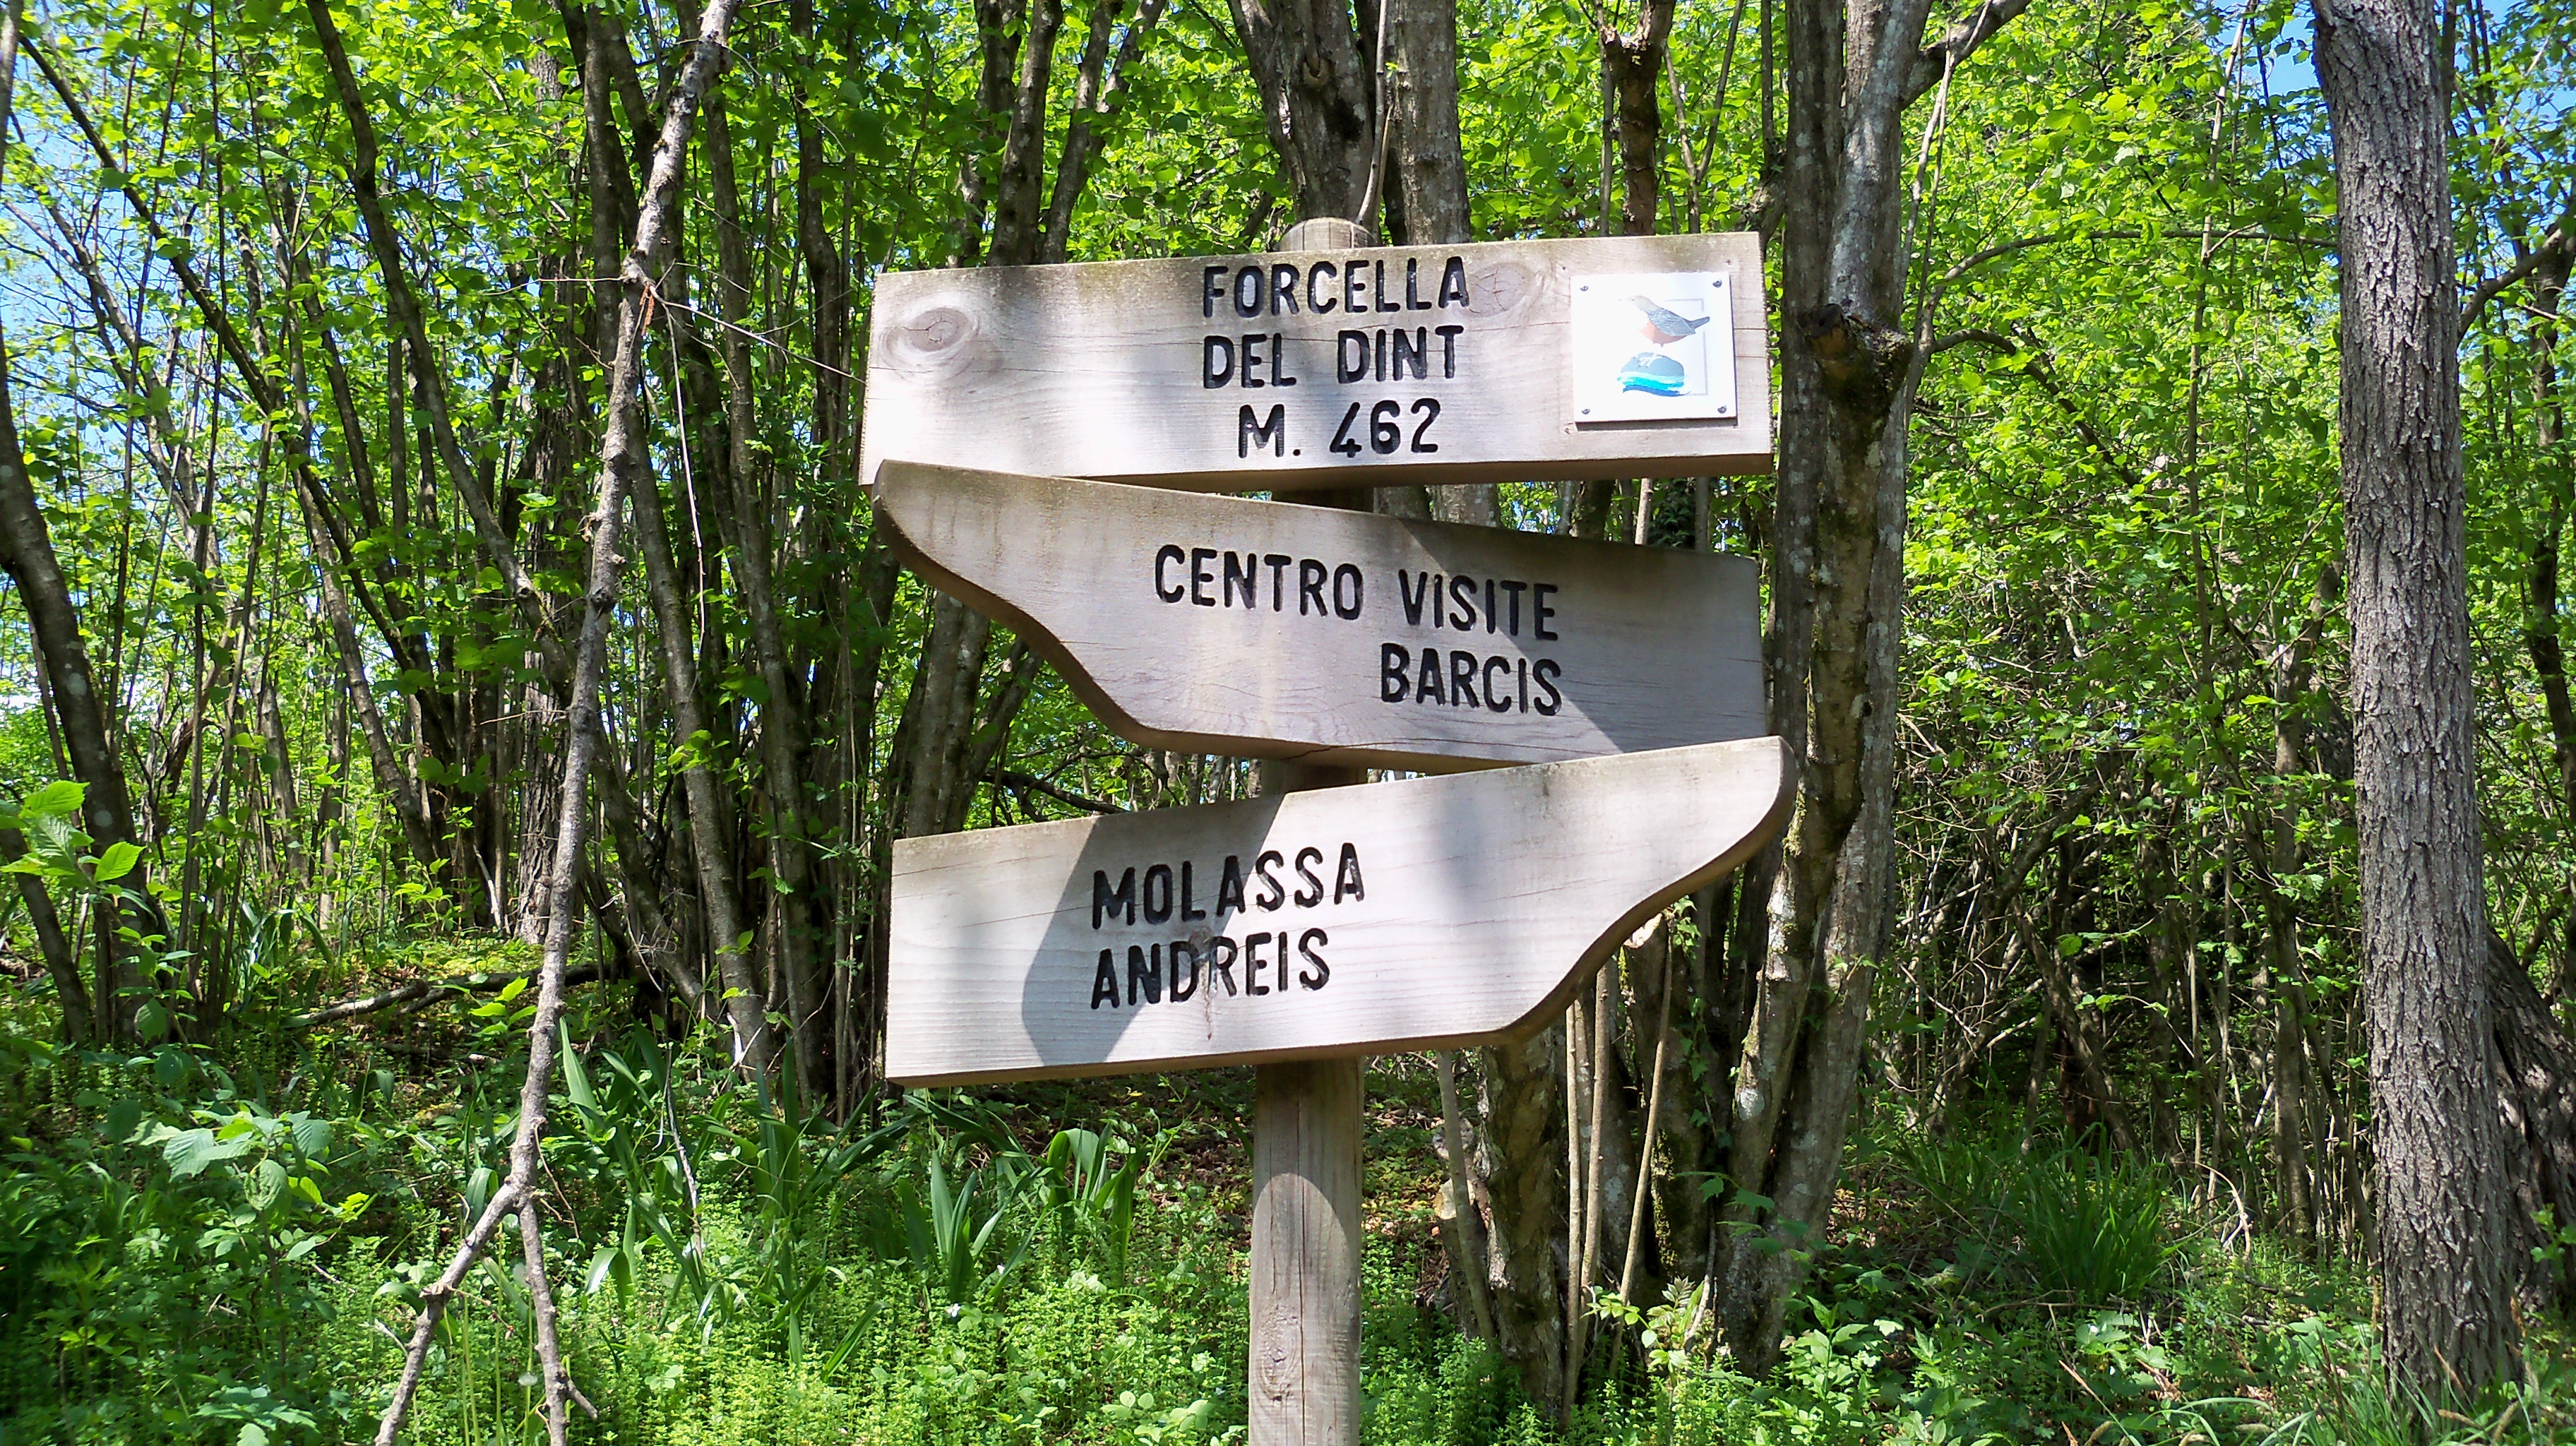 FORCELLA
DEL DINT
M. 462
CENTRO VISITE
BARCIS
MOLASSA
ANDREIS